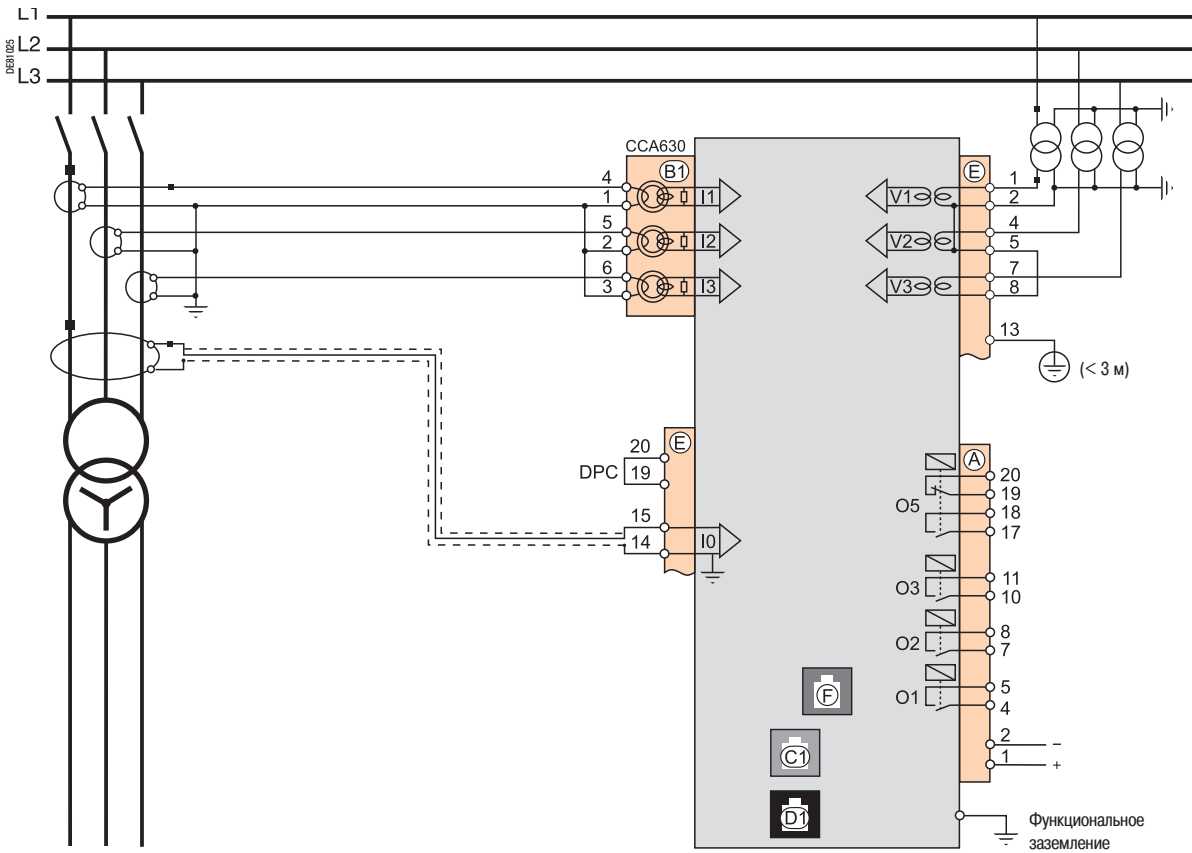 L1
L2
L3
DE81025
CCA630
B1
4
1
5
2
6
3
I1
I2
I3
E
V1
V2
V3
1
2
4
5
7
8
13
(< 3 м)
E
DPC
20
19
15
14
I0
A
O5
20
19
18
17
O3
11
10
O2
8
7
O1
5
4
2 –
1 +
F
C1
D1
Функциональное
заземление